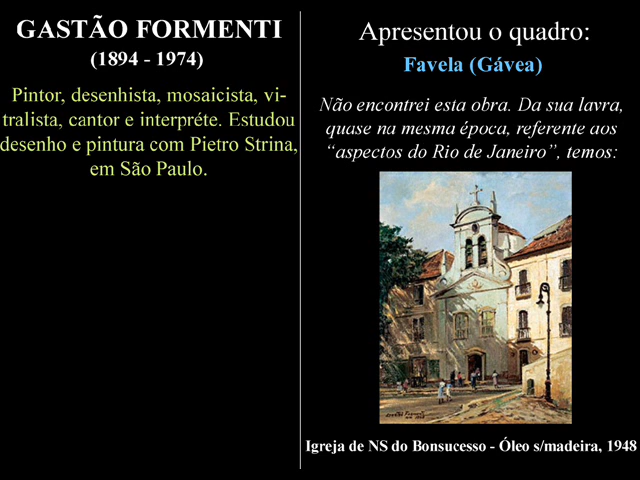 GASTÃO FORMENTI
(1894 - 1974)
Pintor, desenhista, mosaicista, vi-
tralista, cantor e interpréte. Estudou
desenho e pintura com Pietro Strina,
em São Paulo.
Apresentou o quadro:
Favela (Gávea)
Não encontrei esta obra. Da sua lavra,
quase na mesma época, referente aos
“aspectos do Rio de Janeiro”, temos:
Igreja de NS do Bonsucesso - Óleo s/madeira, 1948